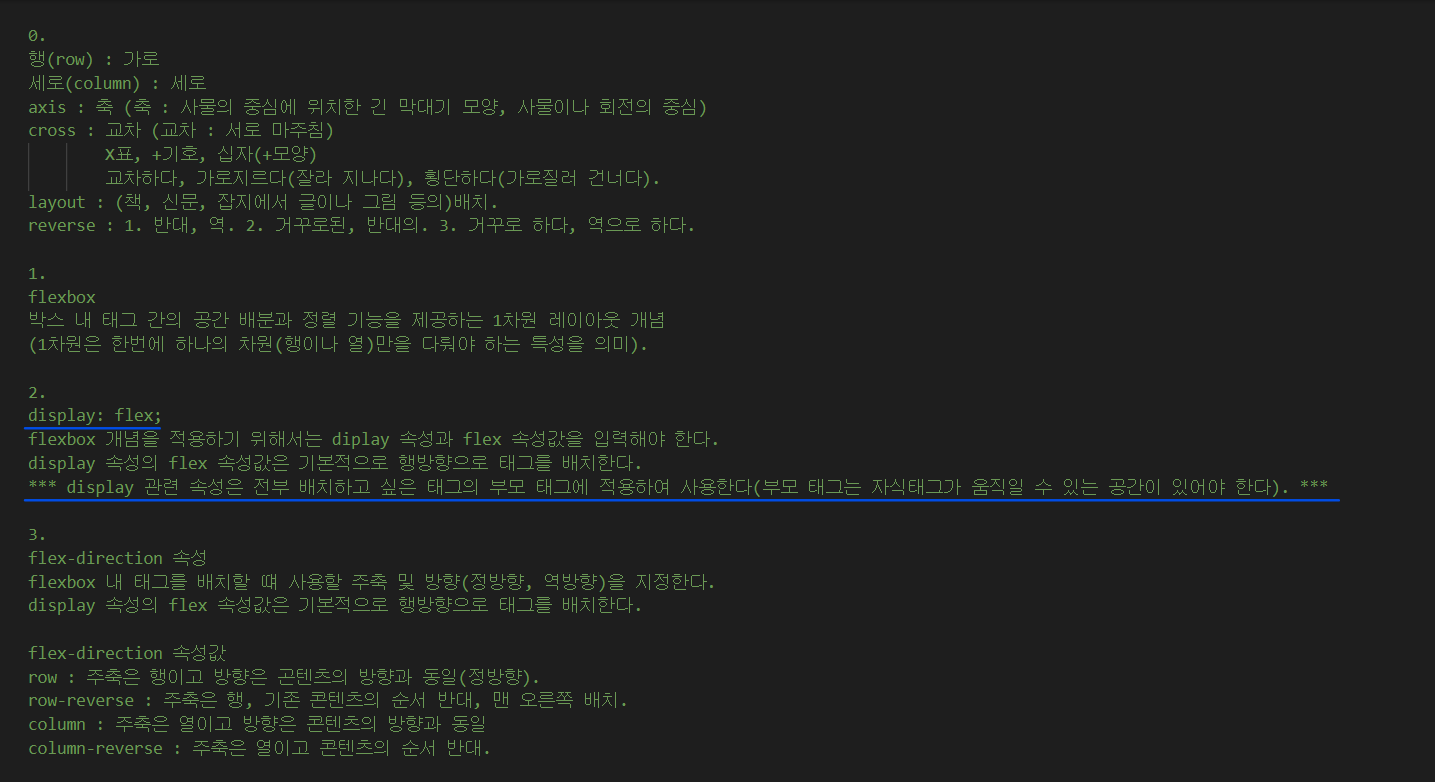 0.
행(row) : 가로
세로(column) : 세로
axis : 축 (축 : 사물의 중심에 위치한 긴 막대기 모양, 사물이나 회전의 중심)
cross : 교차 (교차 : 서로 마주침)
X표, +기호, 십자(+모양)
교차하다, 가로지르다(잘라 지나다), 횡단하다(가로질러 건너다).
layout : (책, 신문, 잡지에서 글이나 그림 등의)배치.
reverse : 1. 반대, 역. 2. 거꾸로된, 반대의. 3. 거꾸로 하다, 역으로 하다.
1.
flexbox
박스 내 태그 간의 공간 배분과 정렬 기능을 제공하는 1차원 레이아웃 개념
(1차원은 한번에 하나의 차원(행이나 열)만을 다뤄야 하는 특성을 의미).
2.
display: flex;
flexbox 개념을 적용하기 위해서는 diplay 속성과 flex 속성값을 입력해야 한다.
display 속성의 flex 속성값은 기본적으로 행방향으로 태그를 배치한다.
*** display 관련 속성은 전부 배치하고 싶은 태그의 부모 태그에 적용하여 사용한다(부모 태그는 자식태그가 움직일 수 있는 공간이 있어야 한다). ***
3.
flex-direction 속성
flexbox 내 태그를 배치할 떄 사용할 주축 및 방향(정방향, 역방향)을 지정한다.
display 속성의 flex 속성값은 기본적으로 행방향으로 태그를 배치한다.
flex-direction 속성값
row : 주축은 행이고 방향은 곤텐츠의 방향과 동일(정방향).
row-reverse : 주축은 행, 기존 콘텐츠의 순서 반대, 맨 오른쪽 배치.
column : 주축은 열이고 방향은 콘텐츠의 방향과 동일
column-reverse : 주축은 열이고 콘텐츠의 순서 반대.